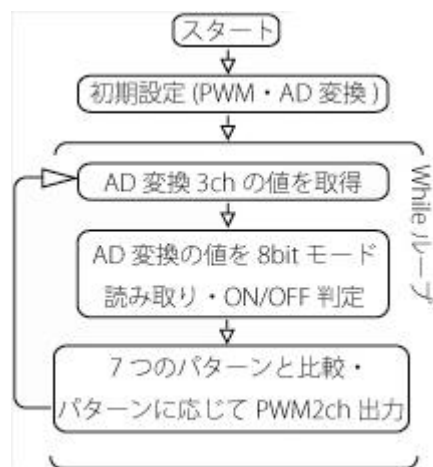 スタート
初期設定 (PWM・AD 変換 )
AD 変換 3ch の値を取得
AD 変換の値を 8bit モード
読み取り・ON/OFF 判定
7 つのパターンと比較・
パターンに応じて PWM2ch 出力
While ループ